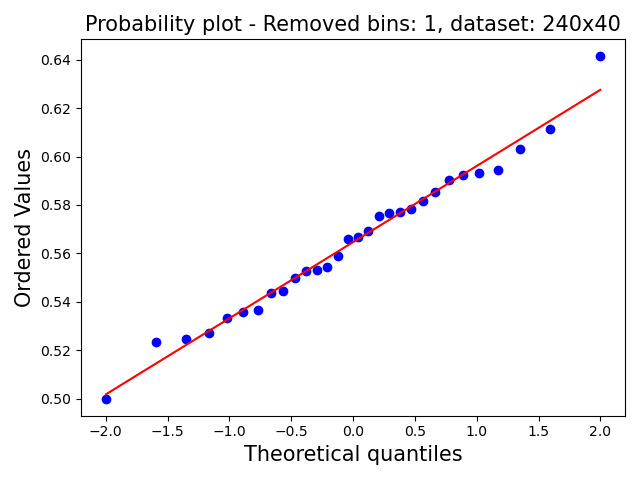 Probability plot - Removed bins: 1, dataset: 240x40
Ordered Values
0.64
0.62
0.60
0.58
0.56
0.54
0.52
0.50
−2.0 −1.5 −1.0 −0.5 0.0 0.5 1.0 1.5 2.0
Theoretical quantiles